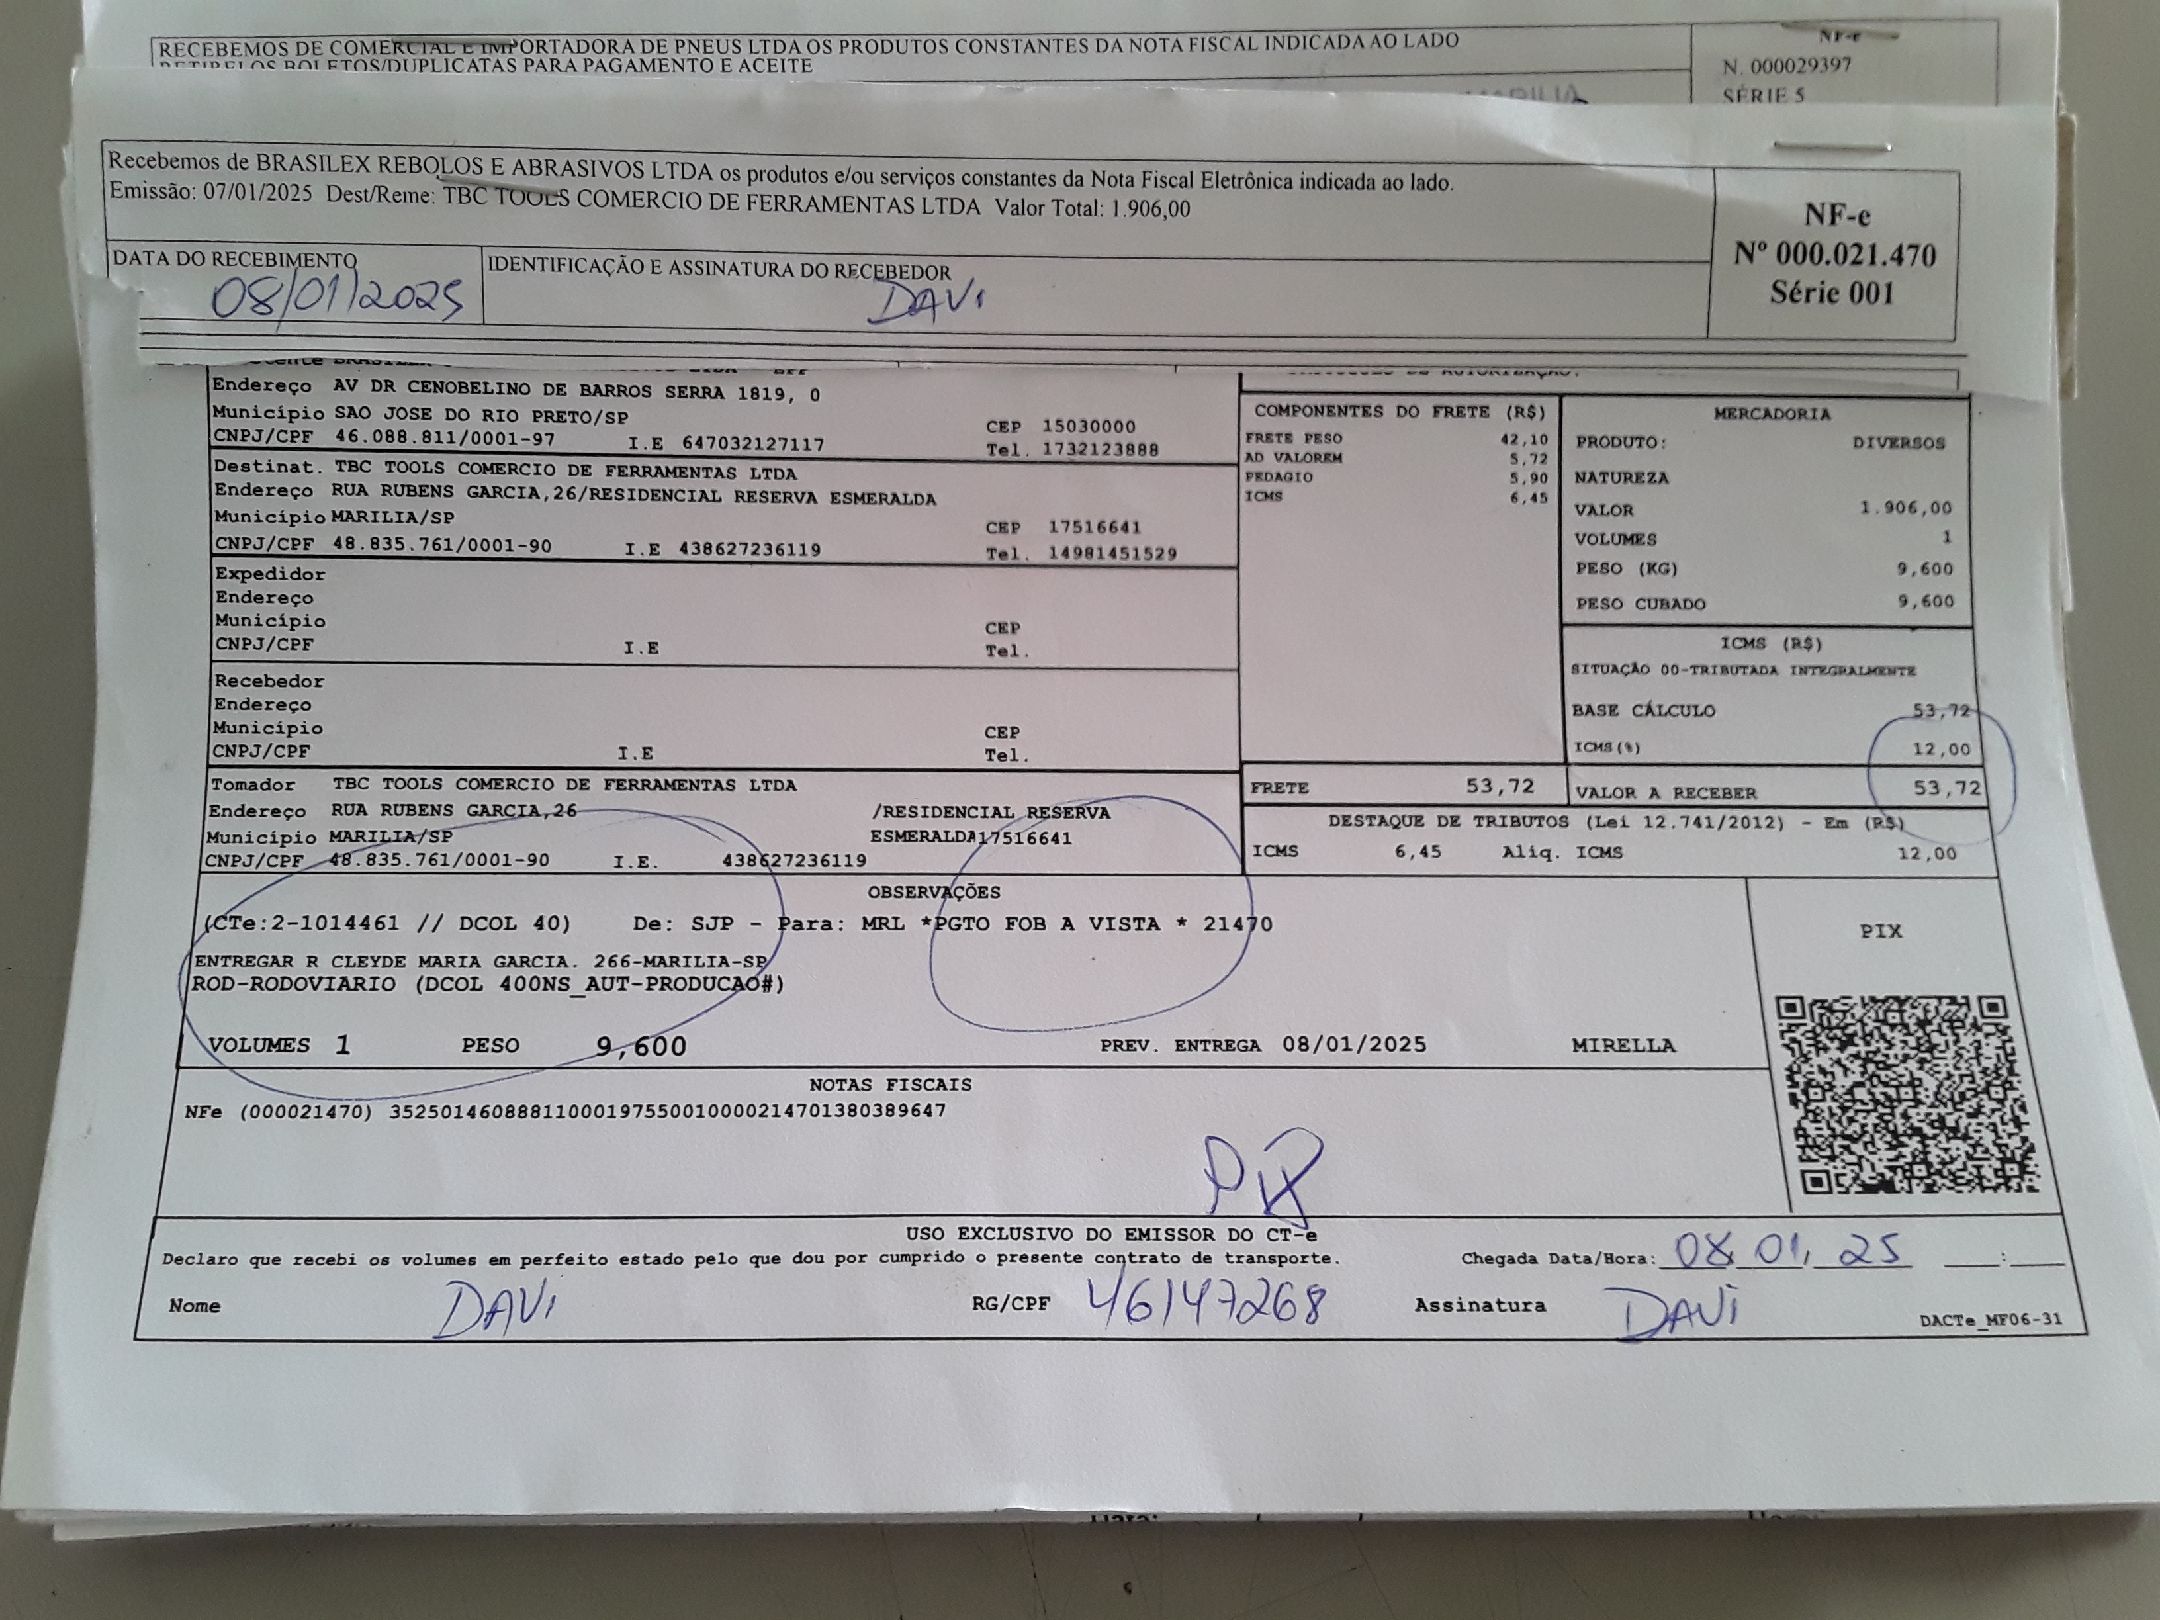 RECEBEMOS DE COMERCIAL E IMPORTADORA DE PNEUS LTDA OS PRODUTOS CONSTANTES DA NOTA FISCAL INDICADA AO LADO
RETIREI OS BOLETOS/DUPLICATAS PARA PAGAMENTO E ACEITE
NF-e
N. 000029397
SÉRIE 5
MARILIA
Recebemos de BRASILEX REBOLOS E ABRASIVOS LTDA os produtos e/ou serviços constantes da Nota Fiscal Eletrônica indicada ao lado.
Emissão: 07/01/2025 Dest/Reme: TBC TOOLS COMERCIO DE FERRAMENTAS LTDA Valor Total: 1.906,00
NF-e
Nº 000.021.470
Série 001
DATA DO RECEBIMENTO
08/01/2025
IDENTIFICAÇÃO E ASSINATURA DO RECEBEDOR
DAVi
Endereço AV DR CENOBELINO DE BARROS SERRA 1819, 0
Município SAO JOSE DO RIO PRETO/SP CEP 15030000
CNPJ/CPF 46.088.811/0001-97 I.E 647032127117 Tel. 1732123888
Destinat. TBC TOOLS COMERCIO DE FERRAMENTAS LTDA
Endereço RUA RUBENS GARCIA,26/RESIDENCIAL RESERVA ESMERALDA
Município MARILIA/SP CEP 17516641
CNPJ/CPF 48.835.761/0001-90 I.E 438627236119 Tel. 14981451529
Expedidor
Endereço
Município CEP
CNPJ/CPF I.E Tel.
Recebedor
Endereço
Município CEP
CNPJ/CPF I.E Tel.
Tomador TBC TOOLS COMERCIO DE FERRAMENTAS LTDA
Endereço RUA RUBENS GARCIA,26 /RESIDENCIAL RESERVA
Município MARILIA/SP ESMERALDA17516641
CNPJ/CPF 48.835.761/0001-90 I.E. 438627236119
COMPONENTES DO FRETE (R$)
FRETE PESO 42,10
AD VALOREM 5,72
PEDAGIO 5,90
ICMS 6,45
MERCADORIA
PRODUTO: DIVERSOS
NATUREZA
VALOR 1.906,00
VOLUMES 1
PESO (KG) 9,600
PESO CUBADO 9,600
ICMS (R$)
SITUAÇÃO 00-TRIBUTADA INTEGRALMENTE
BASE CÁLCULO 53,72
ICMS(%) 12,00
FRETE 53,72 VALOR A RECEBER 53,72
DESTAQUE DE TRIBUTOS (Lei 12.741/2012) - Em (R$)
ICMS 6,45 Aliq. ICMS 12,00
OBSERVAÇÕES
(CTe:2-1014461 // DCOL 40) De: SJP - Para: MRL *PGTO FOB A VISTA * 21470
ENTREGAR R CLEYDE MARIA GARCIA. 266-MARILIA-SP
ROD-RODOVIARIO (DCOL 400NS_AUT-PRODUCAO#)
VOLUMES 1 PESO 9,600 PREV. ENTREGA 08/01/2025 MIRELLA
PIX
NOTAS FISCAIS
NFe (000021470) 35250146088811000197550010000214701380389647
PIX
USO EXCLUSIVO DO EMISSOR DO CT-e
Declaro que recebi os volumes em perfeito estado pelo que dou por cumprido o presente contrato de transporte. Chegada Data/Hora: 08 01, 25 :
Nome DAVi RG/CPF 46147268 Assinatura DAVi
DACTe_MF06-31